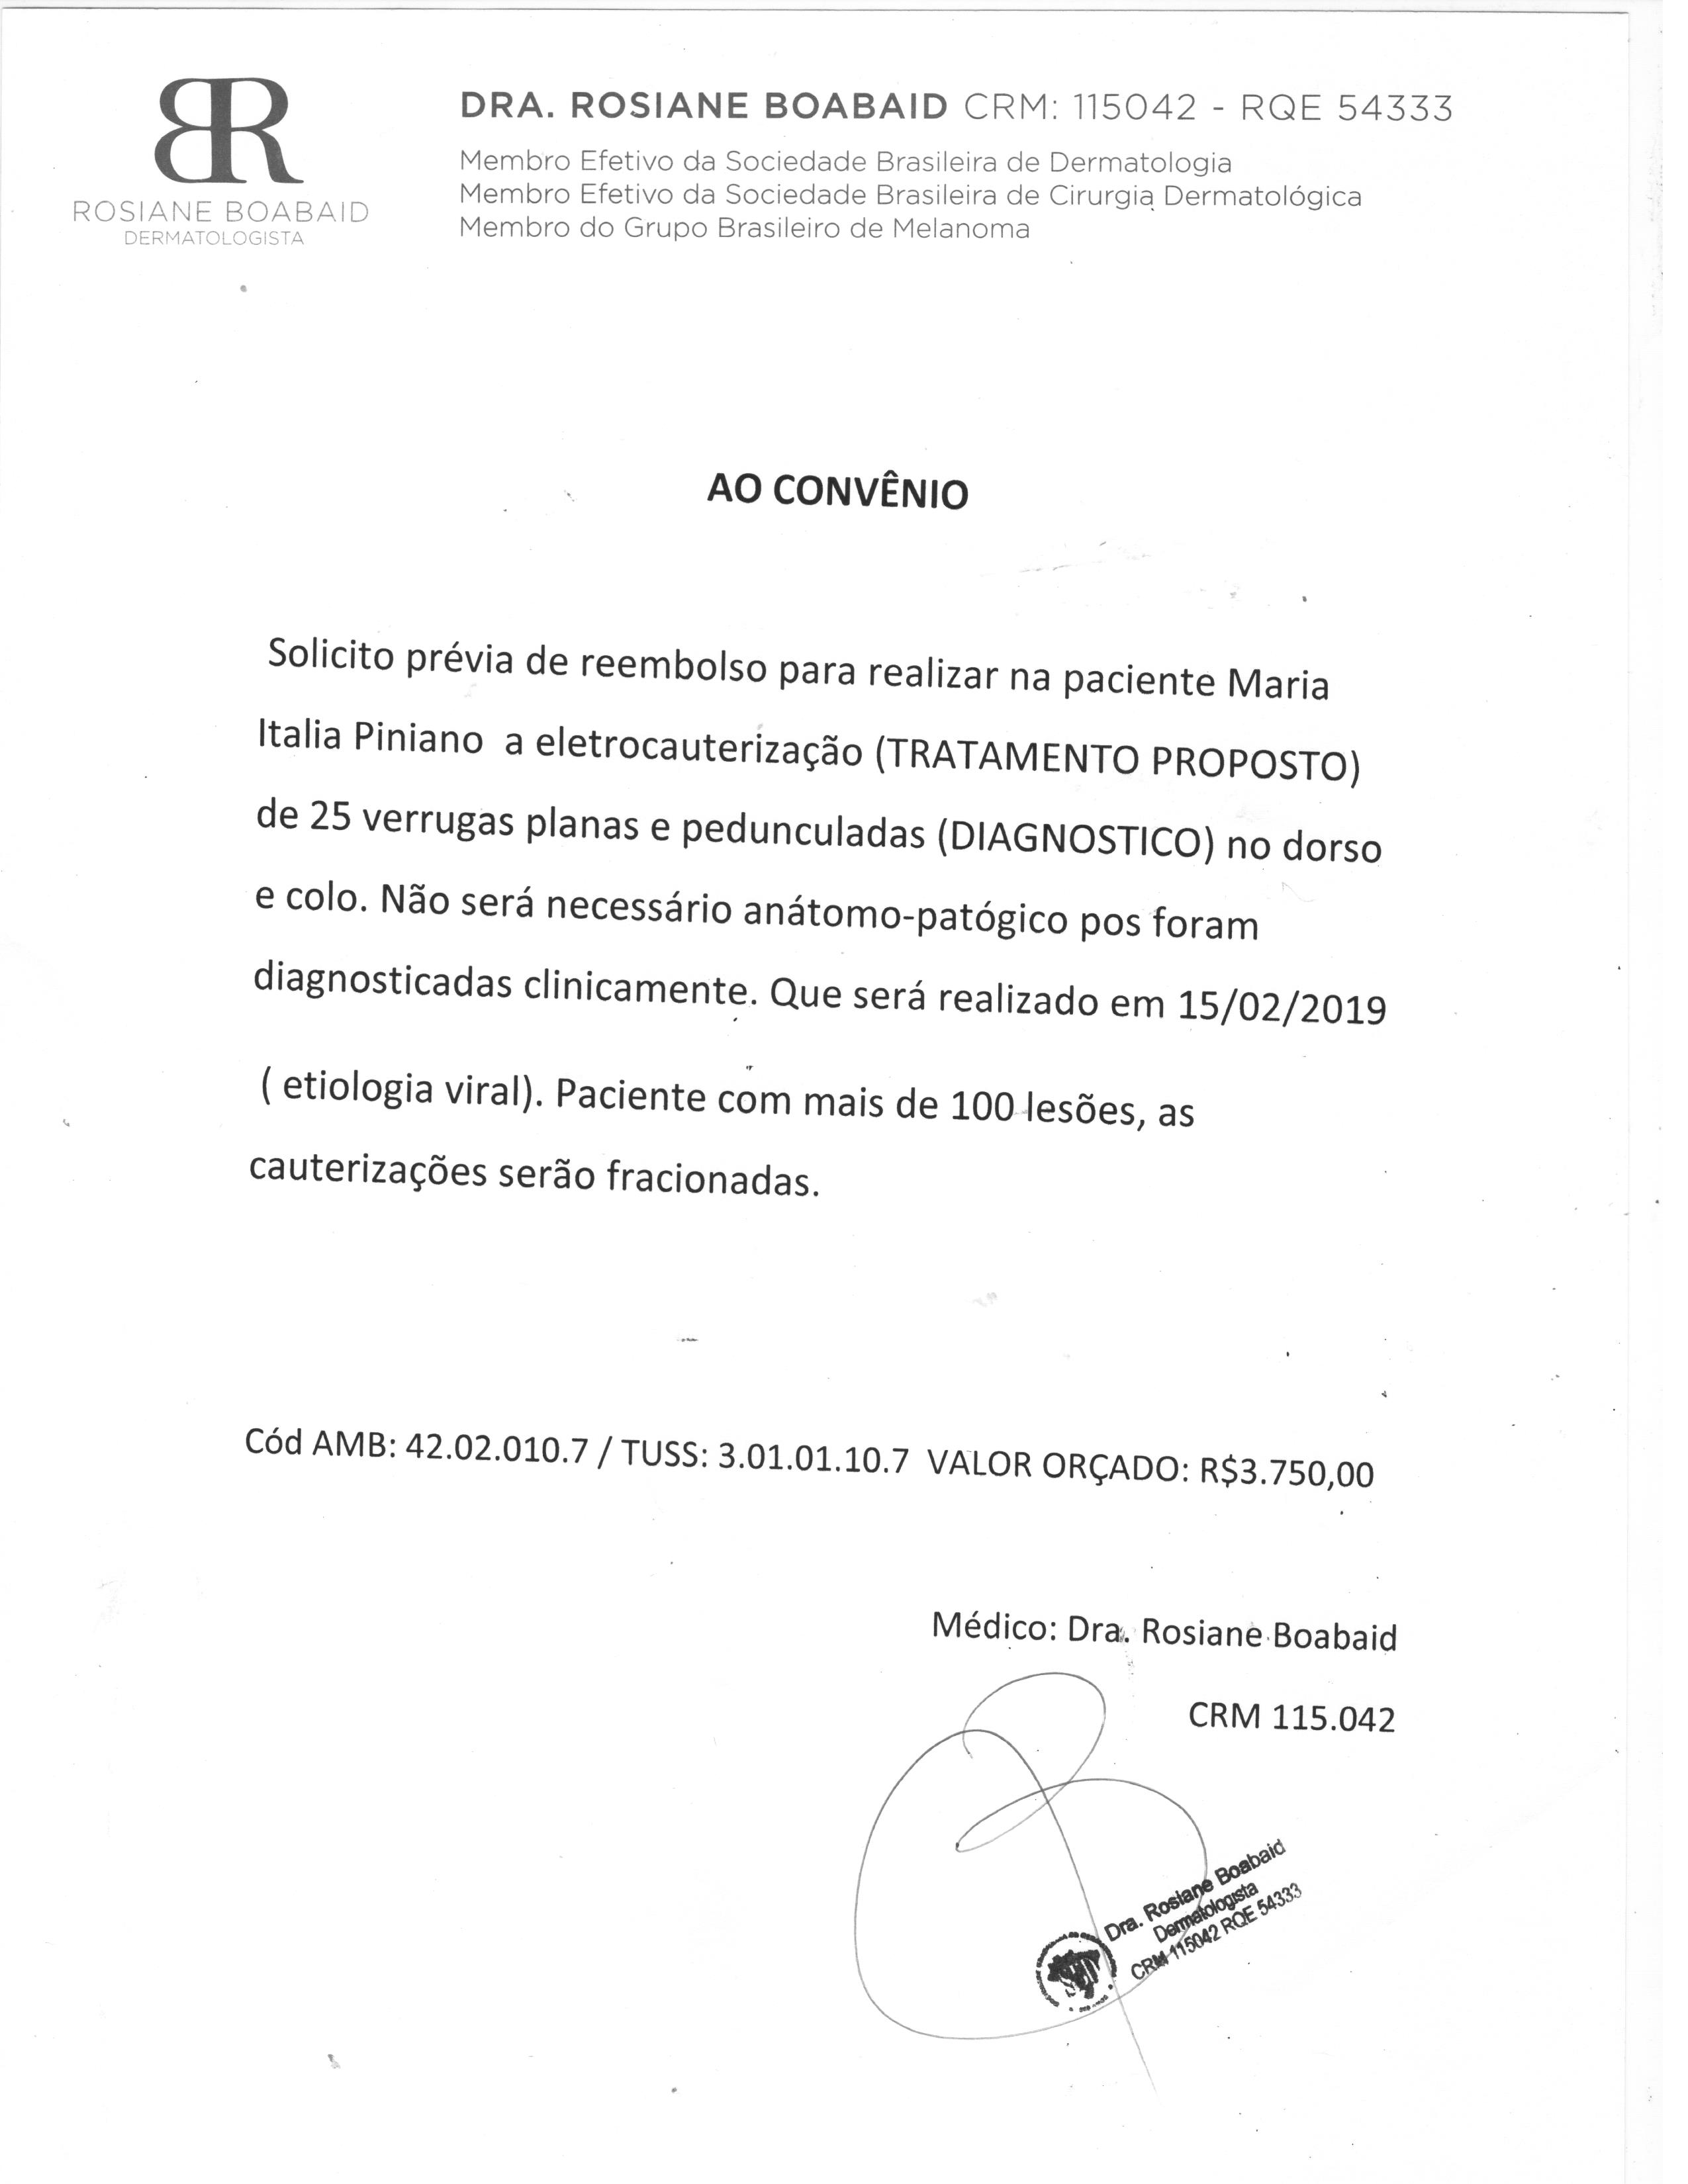 BR
ROSIANE BOABAID
DERMATOLOGISTA
DRA. ROSIANE BOABAID CRM: 115042 - RQE 54333
Membro Efetivo da Sociedade Brasileira de Dermatologia
Membro Efetivo da Sociedade Brasileira de Cirurgia Dermatológica
Membro do Grupo Brasileiro de Melanoma
AO CONVÊNIO
Solicito prévia de reembolso para realizar na paciente Maria
Italia Piniano a eletrocauterização (TRATAMENTO PROPOSTO)
de 25 verrugas planas e pedunculadas (DIAGNOSTICO) no dorso
e colo. Não será necessário anátomo-patógico pos foram
diagnosticadas clinicamente. Que será realizado em 15/02/2019
( etiologia viral). Paciente com mais de 100 lesões, as
cauterizações serão fracionadas.
Cód AMB: 42.02.010.7 / TUSS: 3.01.01.10.7 VALOR ORÇADO: R$3.750,00
Médico: Dra. Rosiane Boabaid
CRM 115.042
Dra. Rosiane Boabaid
Dermatologista
CRM 115042 RQE 54333